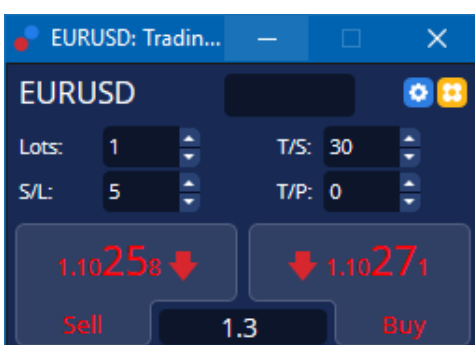 EURUSD: Tradin...
EURUSD
Lots: 1 T/S: 30
S/L: 5 T/P: 0
1.10258 1.10271
Sell 1.3 Buy